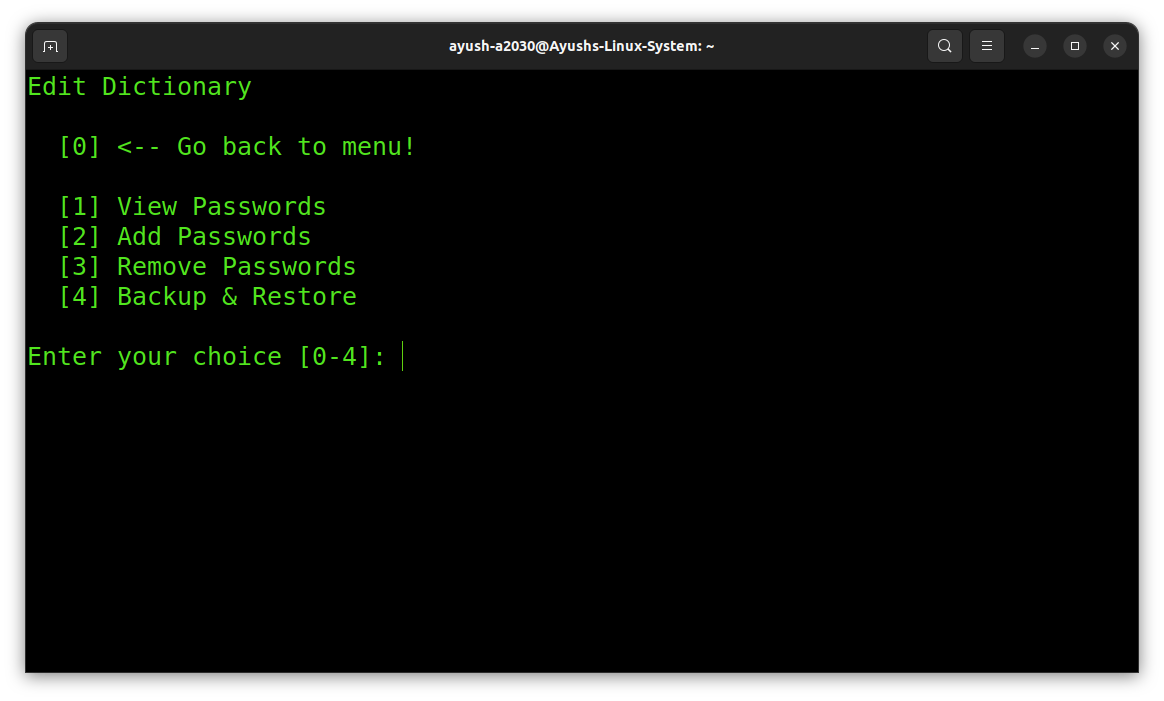 ayush-a2030@Ayushs-Linux-System: ~
Edit Dictionary
[0] <-- Go back to menu!
[1] View Passwords
[2] Add Passwords
[3] Remove Passwords
[4] Backup & Restore
Enter your choice [0-4]: